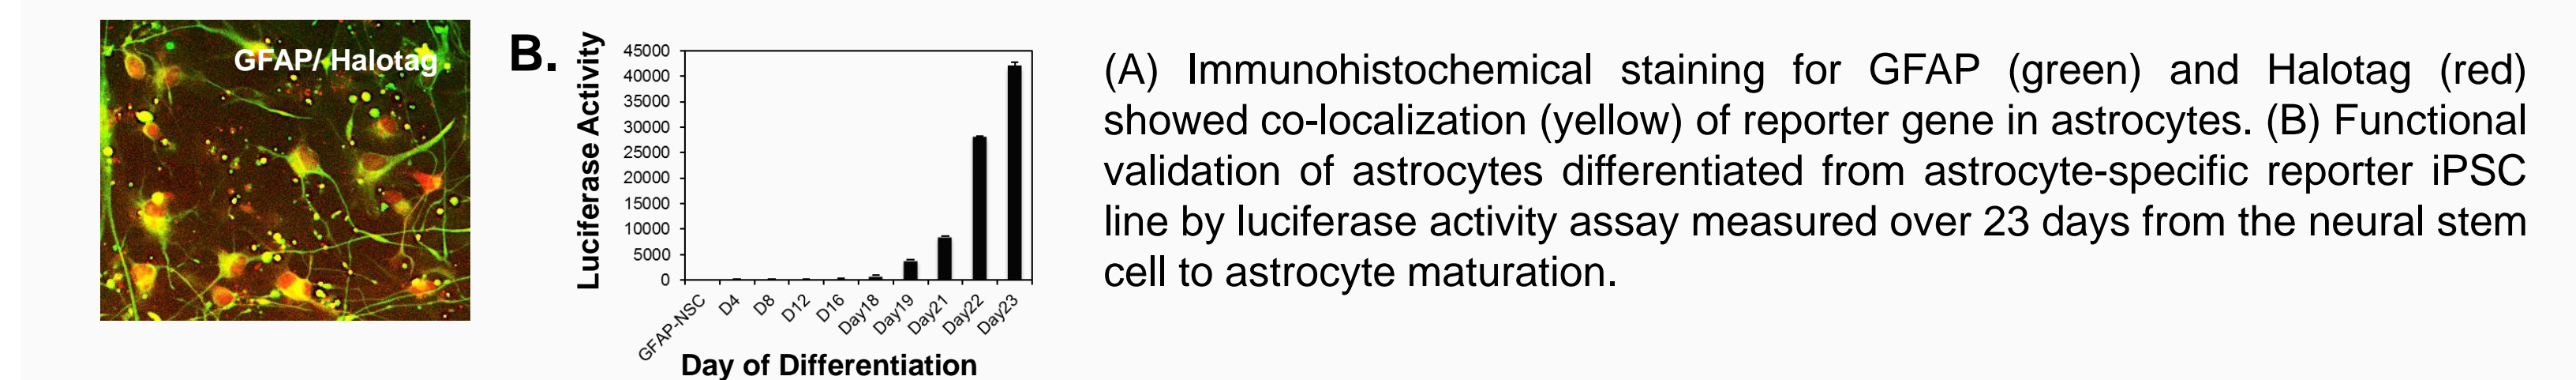 GFAP/ Halotag
B.
Luciferase Activity
45000
40000
35000
30000
25000
20000
15000
10000
5000
0
GFAP-NSC
D4
D8
D12
D16
Day18
Day19
Day21
Day22
Day23
Day of Differentiation
(A) Immunohistochemical staining for GFAP (green) and Halotag (red)
showed co-localization (yellow) of reporter gene in astrocytes. (B) Functional
validation of astrocytes differentiated from astrocyte-specific reporter iPSC
line by luciferase activity assay measured over 23 days from the neural stem
cell to astrocyte maturation.